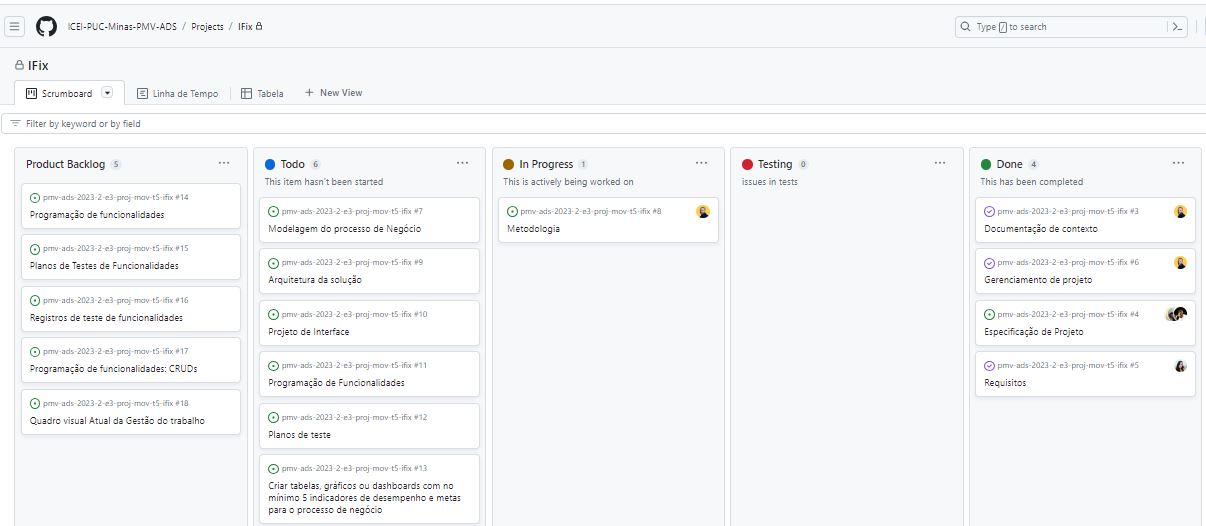 ICEI-PUC-Minas-PMV-ADS / Projects / IFix
Type / to search
IFix
Scrumboard
Linha de Tempo
Tabela
+ New View
Filter by keyword or by field
Product Backlog 5
pmv-ads-2023-2-e3-proj-mov-t5-ifix #14
Programação de funcionalidades
pmv-ads-2023-2-e3-proj-mov-t5-ifix #15
Planos de Testes de Funcionalidades
pmv-ads-2023-2-e3-proj-mov-t5-ifix #16
Registros de teste de funcionalidades
pmv-ads-2023-2-e3-proj-mov-t5-ifix #17
Programação de funcionalidades: CRUDs
pmv-ads-2023-2-e3-proj-mov-t5-ifix #18
Quadro visual Atual da Gestão do trabalho
Todo 6
This item hasn't been started
pmv-ads-2023-2-e3-proj-mov-t5-ifix #7
Modelagem do processo de Negócio
pmv-ads-2023-2-e3-proj-mov-t5-ifix #9
Arquitetura da solução
pmv-ads-2023-2-e3-proj-mov-t5-ifix #10
Projeto de Interface
pmv-ads-2023-2-e3-proj-mov-t5-ifix #11
Programação de Funcionalidades
pmv-ads-2023-2-e3-proj-mov-t5-ifix #12
Planos de teste
pmv-ads-2023-2-e3-proj-mov-t5-ifix #13
Criar tabelas, gráficos ou dashboards com no
mínimo 5 indicadores de desempenho e metas
para o processo de negócio
In Progress 1
This is actively being worked on
pmv-ads-2023-2-e3-proj-mov-t5-ifix #8
Metodologia
Testing 0
issues in tests
Done 4
This has been completed
pmv-ads-2023-2-e3-proj-mov-t5-ifix #3
Documentação de contexto
pmv-ads-2023-2-e3-proj-mov-t5-ifix #6
Gerenciamento de projeto
pmv-ads-2023-2-e3-proj-mov-t5-ifix #4
Especificação de Projeto
pmv-ads-2023-2-e3-proj-mov-t5-ifix #5
Requisitos